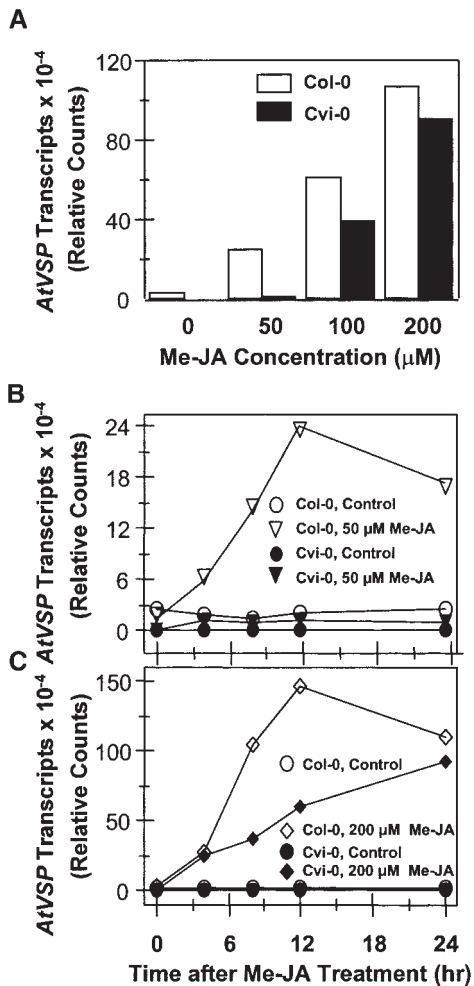 A
AtVSP Transcripts x 10-4
(Relative Counts)
120
80
40
0
Col-0
Cvi-0
0 50 100 200
Me-JA Concentration (μM)
B
AtVSP Transcripts x 10-4
(Relative Counts)
24
18
12
6
0
Col-0, Control
Col-0, 50 μM Me-JA
Cvi-0, Control
Cvi-0, 50 μM Me-JA
C
AtVSP Transcripts x 10-4
(Relative Counts)
150
100
50
0
Col-0, Control
Col-0, 200 μM Me-JA
Cvi-0, Control
Cvi-0, 200 μM Me-JA
0 6 12 18 24
Time after Me-JA Treatment (hr)